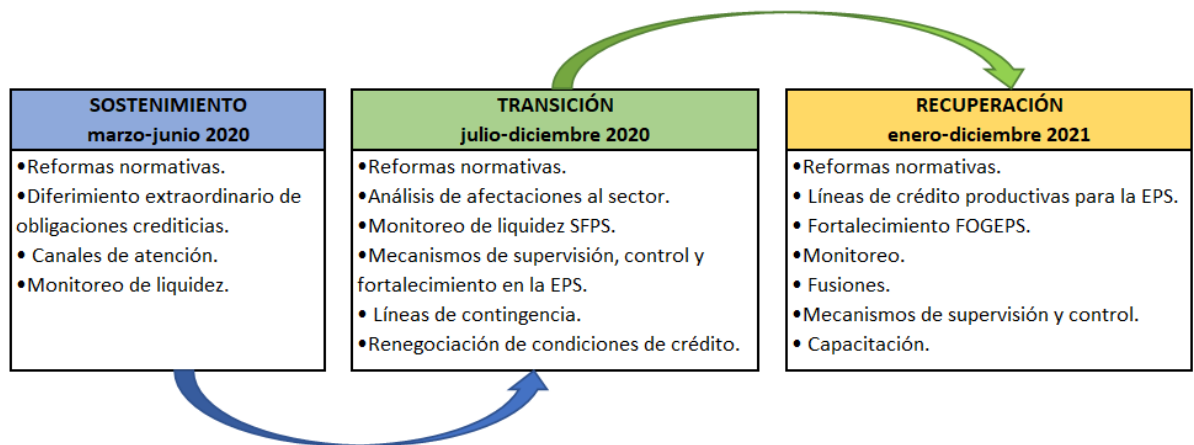 SOSTENIMIENTO
marzo-junio 2020
•Reformas normativas.
•Diferimiento extraordinario de
obligaciones crediticias.
• Canales de atención.
•Monitoreo de liquidez.
TRANSICIÓN
julio-diciembre 2020
•Reformas normativas.
•Análisis de afectaciones al sector.
•Monitoreo de liquidez SFPS.
•Mecanismos de supervisión, control y
fortalecimiento en la EPS.
• Líneas de contingencia.
•Renegociación de condiciones de crédito.
RECUPERACIÓN
enero-diciembre 2021
•Reformas normativas.
• Líneas de crédito productivas para la EPS.
• Fortalecimiento FOGEPS.
•Monitoreo.
• Fusiones.
•Mecanismos de supervisión y control.
• Capacitación.